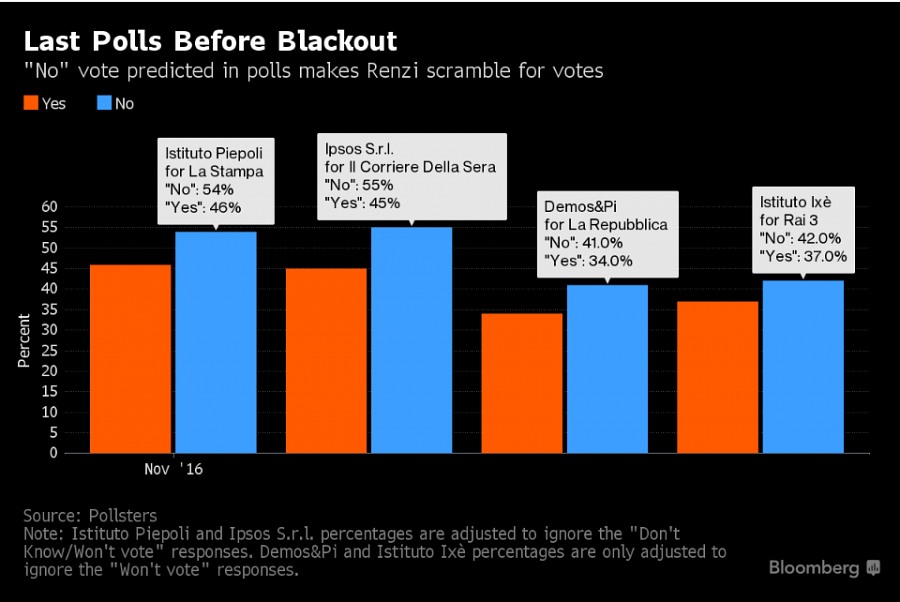 Last Polls Before Blackout
"No" vote predicted in polls makes Renzi scramble for votes
Yes No
Istituto Piepoli
for La Stampa
"No": 54%
"Yes": 46%
Ipsos S.r.l.
for Il Corriere Della Sera
"No": 55%
"Yes": 45%
Demos&Pi
for La Repubblica
"No": 41.0%
"Yes": 34.0%
Istituto Ixè
for Rai 3
"No": 42.0%
"Yes": 37.0%
Percent
60
55
50
45
40
35
30
25
20
15
10
5
0
Nov '16
Source: Pollsters
Note: Istituto Piepoli and Ipsos S.r.l. percentages are adjusted to ignore the "Don't
Know/Won't vote" responses. Demos&Pi and Istituto Ixè percentages are only adjusted to
ignore the "Won't vote" responses.
Bloomberg